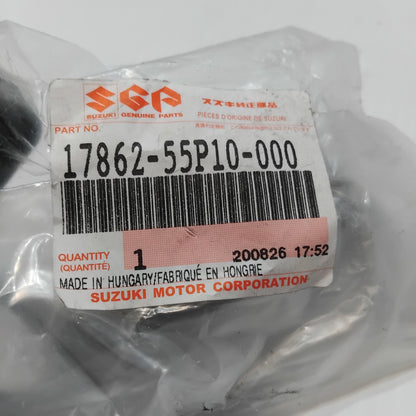 SGP
スズキ純正部品
SUZUKI GENUINE PARTS
PIÈCES D'ORIGINE DE SUZUKI
PART NO.
17862-55P10-000
QUANTITY
(QUANTITÉ)
1
200826 17:52
MADE IN HUNGARY/FABRIQUÉ EN HONGRIE
SUZUKI MOTOR CORPORATION